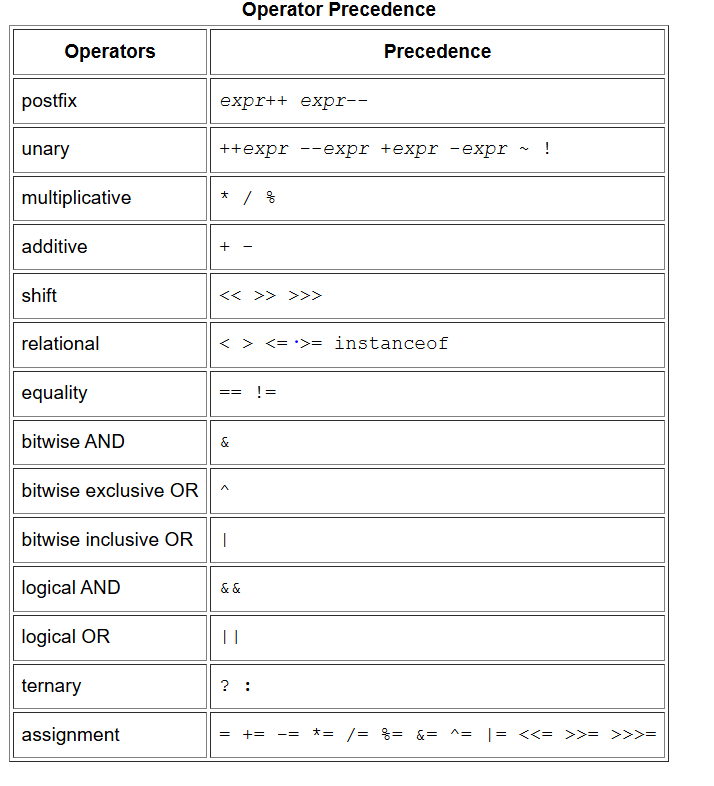 Operator Precedence
Operators Precedence
postfix expr++ expr--
unary ++expr --expr +expr -expr ~ !
multiplicative * / %
additive + -
shift << >> >>>
relational < > <= >= instanceof
equality == !=
bitwise AND &
bitwise exclusive OR ^
bitwise inclusive OR |
logical AND &&
logical OR ||
ternary ? :
assignment = += -= *= /= %= &= ^= |= <<= >>= >>>=